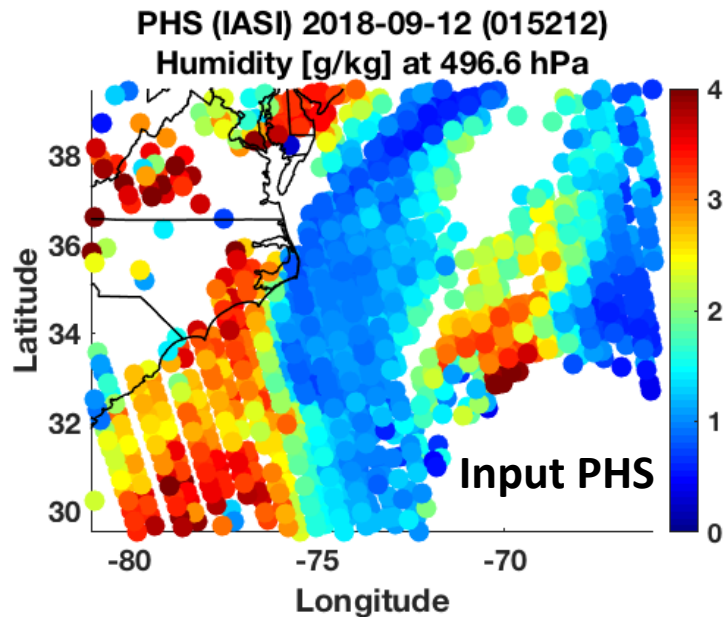 PHS (IASI) 2018-09-12 (015212)
Humidity [g/kg] at 496.6 hPa
4
3
2
1
0
38
36
34
32
30
Latitude
Input PHS
-80
-75
-70
Longitude